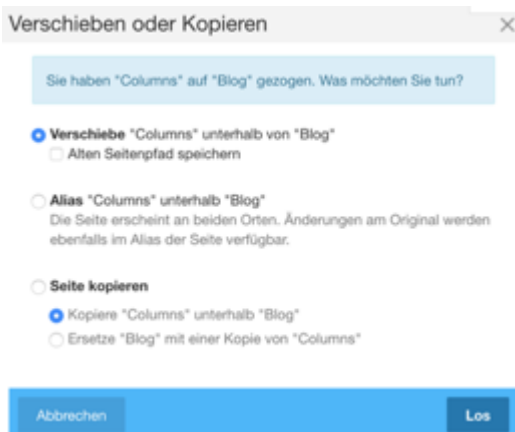 Verschieben oder Kopieren
Sie haben "Columns" auf "Blog" gezogen. Was möchten Sie tun?
Verschiebe "Columns" unterhalb von "Blog"
Alten Seitenpfad speichern
Alias "Columns" unterhalb "Blog"
Die Seite erscheint an beiden Orten. Änderungen am Original werden
ebenfalls im Alias der Seite verfügbar.
Seite kopieren
Kopiere "Columns" unterhalb "Blog"
Ersetze "Blog" mit einer Kopie von "Columns"
Abbrechen
Los